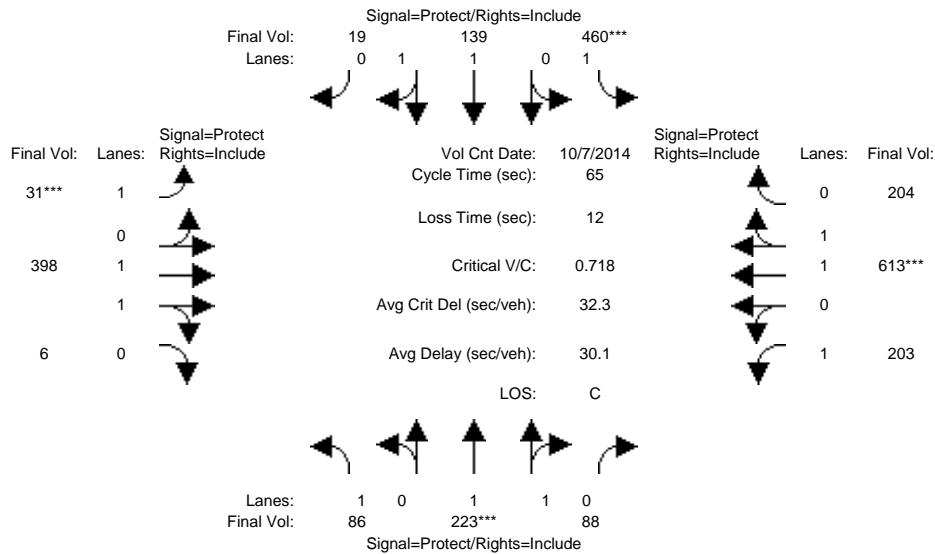 Signal=Protect/Rights=Include
Final Vol: 19 139 460***
Lanes: 0 1 1 0 1
Signal=Protect Signal=Protect
Final Vol: Lanes: Rights=Include Vol Cnt Date: 10/7/2014 Rights=Include Lanes: Final Vol:
Cycle Time (sec): 65
31*** 1 0 204
Loss Time (sec): 12
0 1
398 1 Critical V/C: 0.718 1 613***
1 Avg Crit Del (sec/veh): 32.3 0
6 0 Avg Delay (sec/veh): 30.1 1 203
LOS: C
Lanes: 1 0 1 1 0
Final Vol: 86 223*** 88
Signal=Protect/Rights=Include